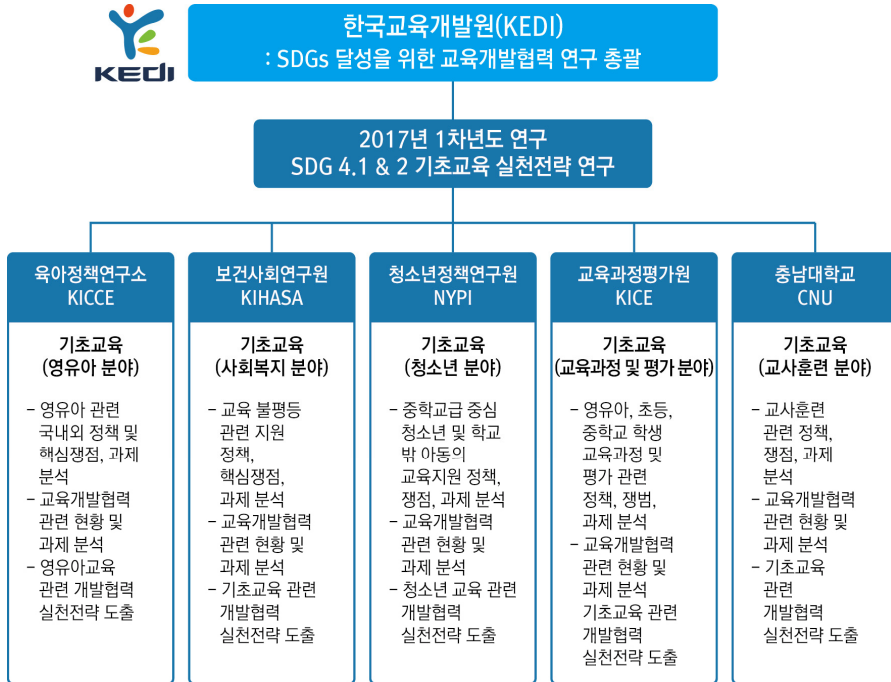 KEDI
한국교육개발원(KEDI)
: SDGs 달성을 위한 교육개발협력 연구 총괄
2017년 1차년도 연구
SDG 4.1 & 2 기초교육 실천전략 연구
육아정책연구소
KICCE
기초교육
(영유아 분야)
– 영유아 관련
국내외 정책 및
핵심쟁점, 과제
분석
– 교육개발협력
관련 현황 및
과제 분석
– 영유아교육
관련 개발협력
실천전략 도출
보건사회연구원
KIHASA
기초교육
(사회복지 분야)
– 교육 불평등
관련 지원
정책,
핵심쟁점,
과제 분석
– 교육개발협력
관련 현황 및
과제 분석
– 기초교육 관련
개발협력
실천전략 도출
청소년정책연구원
NYPI
기초교육
(청소년 분야)
– 중학교급 중심
청소년 및 학교
밖 아동의
교육지원 정책,
쟁점, 과제 분석
– 교육개발협력
관련 현황 및
과제 분석
– 청소년 교육 관련
개발협력
실천전략 도출
교육과정평가원
KICE
기초교육
(교육과정 및 평가 분야)
– 영유아, 초등,
중학교 학생
교육과정 및
평가 관련
정책, 쟁범,
과제 분석
– 교육개발협력
관련 현황 및
과제 분석
기초교육 관련
개발협력
실천전략 도출
충남대학교
CNU
기초교육
(교사훈련 분야)
– 교사훈련
관련 정책,
쟁점, 과제
분석
– 교육개발협력
관련 현황 및
과제 분석
– 기초교육
관련
개발협력
실천전략 도출